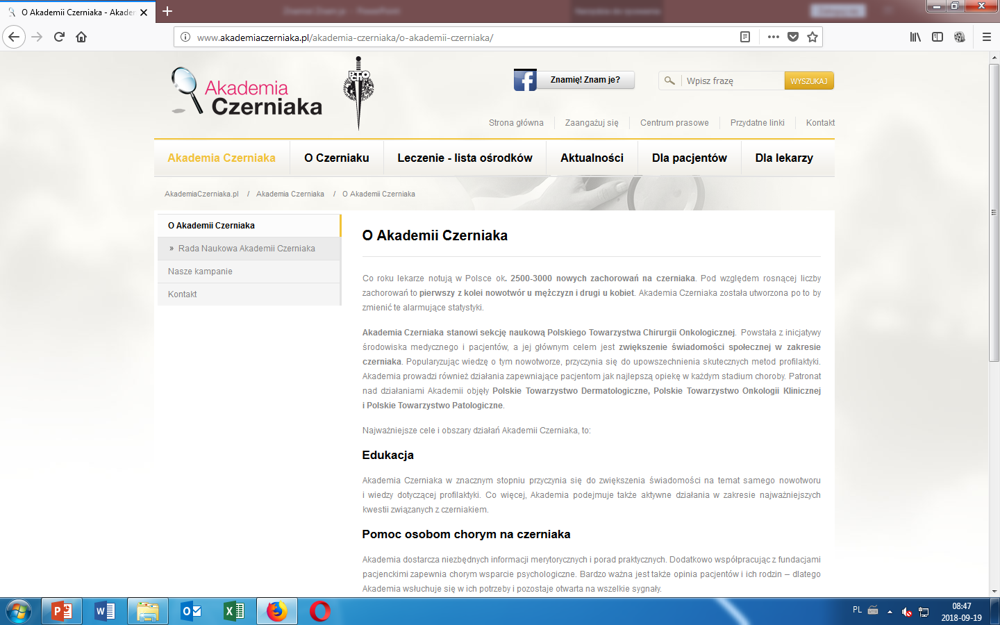 O Akademii Czerniaka - Akader
www.akademiaczerniaka.pl/akademia-czerniaka/o-akademii-czerniaka/
Akademia
Czerniaka
PTO
Znamię! Znam je?
Wpisz frazę
WYSZUKAJ
Strona główna
Zaangażuj się
Centrum prasowe
Przydatne linki
Kontakt
Akademia Czerniaka
O Czerniaku
Leczenie - lista ośrodków
Aktualności
Dla pacjentów
Dla lekarzy
AkademiaCzerniaka.pl / Akademia Czerniaka / O Akademii Czerniaka
O Akademii Czerniaka
» Rada Naukowa Akademii Czerniaka
Nasze kampanie
Kontakt
O Akademii Czerniaka
Co roku lekarze notują w Polsce ok. 2500-3000 nowych zachorowań na czerniaka. Pod względem rosnącej liczby
zachorowań to pierwszy z kolei nowotwór u mężczyzn i drugi u kobiet. Akademia Czerniaka została utworzona po to by
zmienić te alarmujące statystyki.
Akademia Czerniaka stanowi sekcję naukową Polskiego Towarzystwa Chirurgii Onkologicznej. Powstała z inicjatywy
środowiska medycznego i pacjentów, a jej głównym celem jest zwiększenie świadomości społecznej w zakresie
czerniaka. Popularyzując wiedzę o tym nowotworze, przyczynia się do upowszechnienia skutecznych metod profilaktyki.
Akademia prowadzi również działania zapewniające pacjentom jak najlepszą opiekę w każdym stadium choroby. Patronat
nad działaniami Akademii objęły Polskie Towarzystwo Dermatologiczne, Polskie Towarzystwo Onkologii Klinicznej
i Polskie Towarzystwo Patologiczne.
Najważniejsze cele i obszary działań Akademii Czerniaka, to:
Edukacja
Akademia Czerniaka w znacznym stopniu przyczynia się do zwiększenia świadomości na temat samego nowotworu
i wiedzy dotyczącej profilaktyki. Co więcej, Akademia podejmuje także aktywne działania w zakresie najważniejszych
kwestii związanych z czerniakiem.
Pomoc osobom chorym na czerniaka
Akademia dostarcza niezbędnych informacji merytorycznych i porad praktycznych. Dodatkowo współpracując z fundacjami
pacjenckimi zapewnia chorym wsparcie psychologiczne. Bardzo ważna jest także opinia pacjentów i ich rodzin – dlatego
Akademia wsłuchuje się w ich potrzeby i pozostaje otwarta na wszelkie sygnały.
PL
08:47
2018-09-19